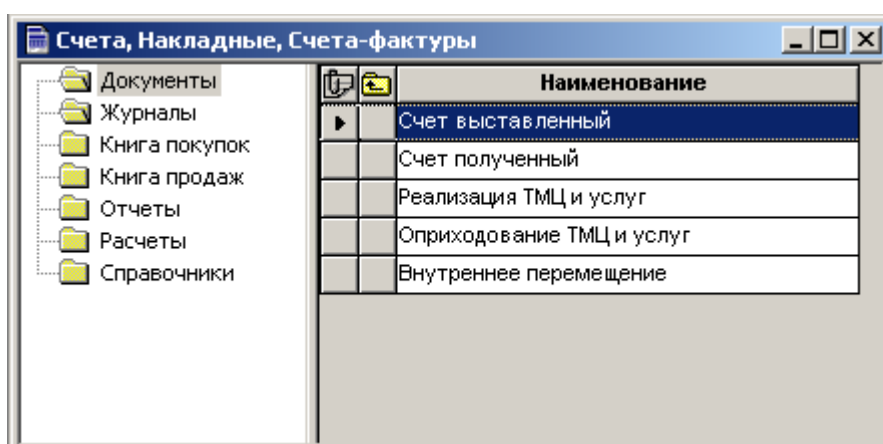 Счета, Накладные, Счета-фактуры
Документы
Журналы
Книга покупок
Книга продаж
Отчеты
Расчеты
Справочники
Наименование
Счет выставленный
Счет полученный
Реализация ТМЦ и услуг
Оприходование ТМЦ и услуг
Внутреннее перемещение